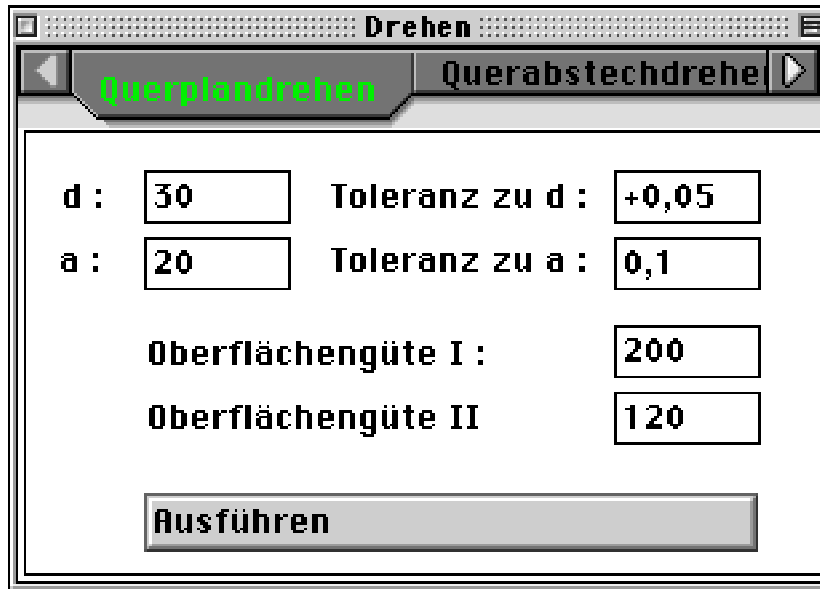 Drehen
Querplandrehen Querabstechdrehe
d : 30 Toleranz zu d : +0,05
a : 20 Toleranz zu a : 0,1
Oberflächengüte I : 200
Oberflächengüte II 120
Ausführen